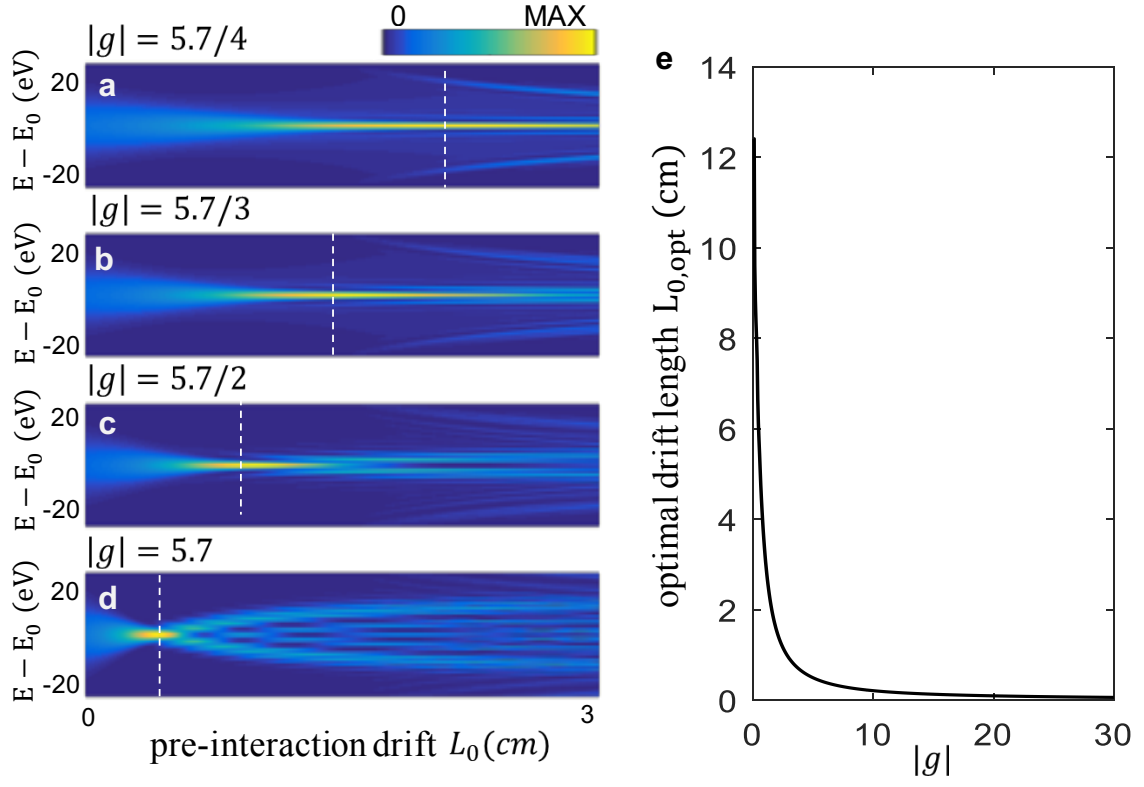 0 MAX
|g| = 5.7/4
a
20
-20
E − E₀ (eV)
|g| = 5.7/3
b
20
-20
E − E₀ (eV)
|g| = 5.7/2
c
20
-20
E − E₀ (eV)
|g| = 5.7
d
20
-20
E − E₀ (eV)
0 3
pre-interaction drift L₀(cm)
e
14
12
10
8
6
4
2
0
optimal drift length L₀,opt (cm)
0 10 20 30
|g|